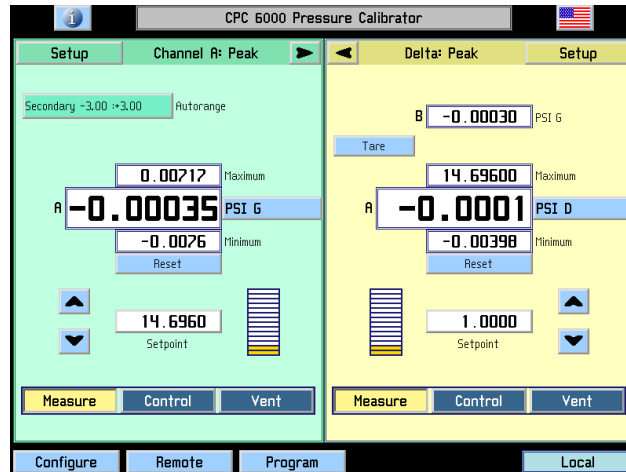 CPC 6000 Pressure Calibrator
Setup
Channel A: Peak
Delta: Peak
Setup
Secondary -3.00 :+3.00
Autorange
0.00717 Maximum
A -0.00035 PSI G
-0.0076 Minimum
Reset
14.6960
Setpoint
Measure
Control
Vent
B -0.00030 PSI G
Tare
14.69600 Maximum
A -0.0001 PSI D
-0.00398 Minimum
Reset
1.0000
Setpoint
Measure
Control
Vent
Configure
Remote
Program
Local